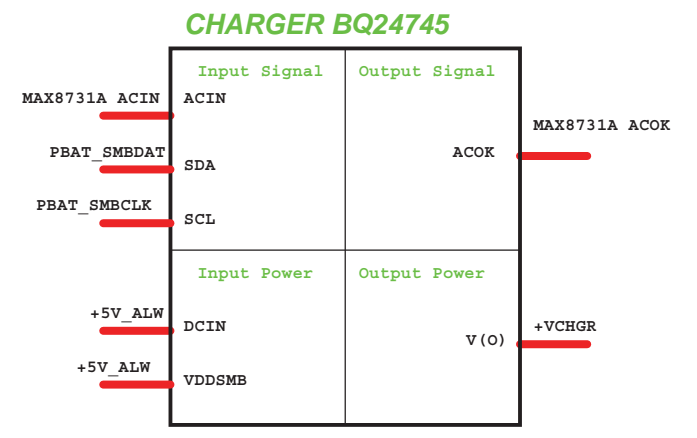 CHARGER BQ24745
Input Signal
Output Signal
MAX8731A ACIN
ACIN
MAX8731A ACOK
PBAT_SMBDAT
ACOK
SDA
PBAT_SMBCLK
SCL
Input Power
Output Power
+5V_ALW
DCIN
+VCHGR
V(O)
+5V_ALW
VDDSMB